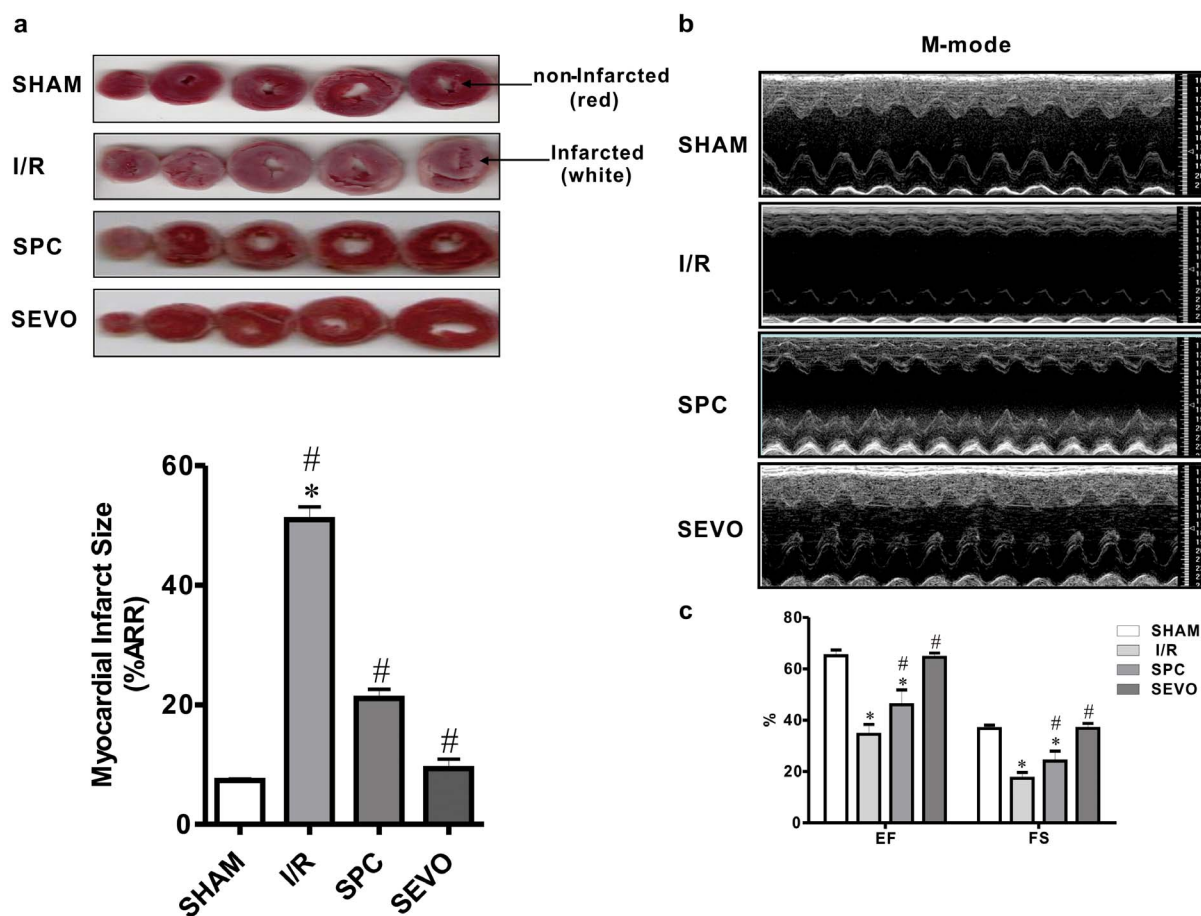 a
SHAM
non-Infarcted
(red)
I/R
Infarcted
(white)
SPC
SEVO
Myocardial Infarct Size
(%ARR)
60
40
20
0
#
*
#
#
SHAM
I/R
SPC
SEVO
b
M-mode
SHAM
I/R
SPC
SEVO
c
SHAM
I/R
SPC
SEVO
%
80
60
40
20
0
*
#
*
#
*
#
*
#
EF
FS